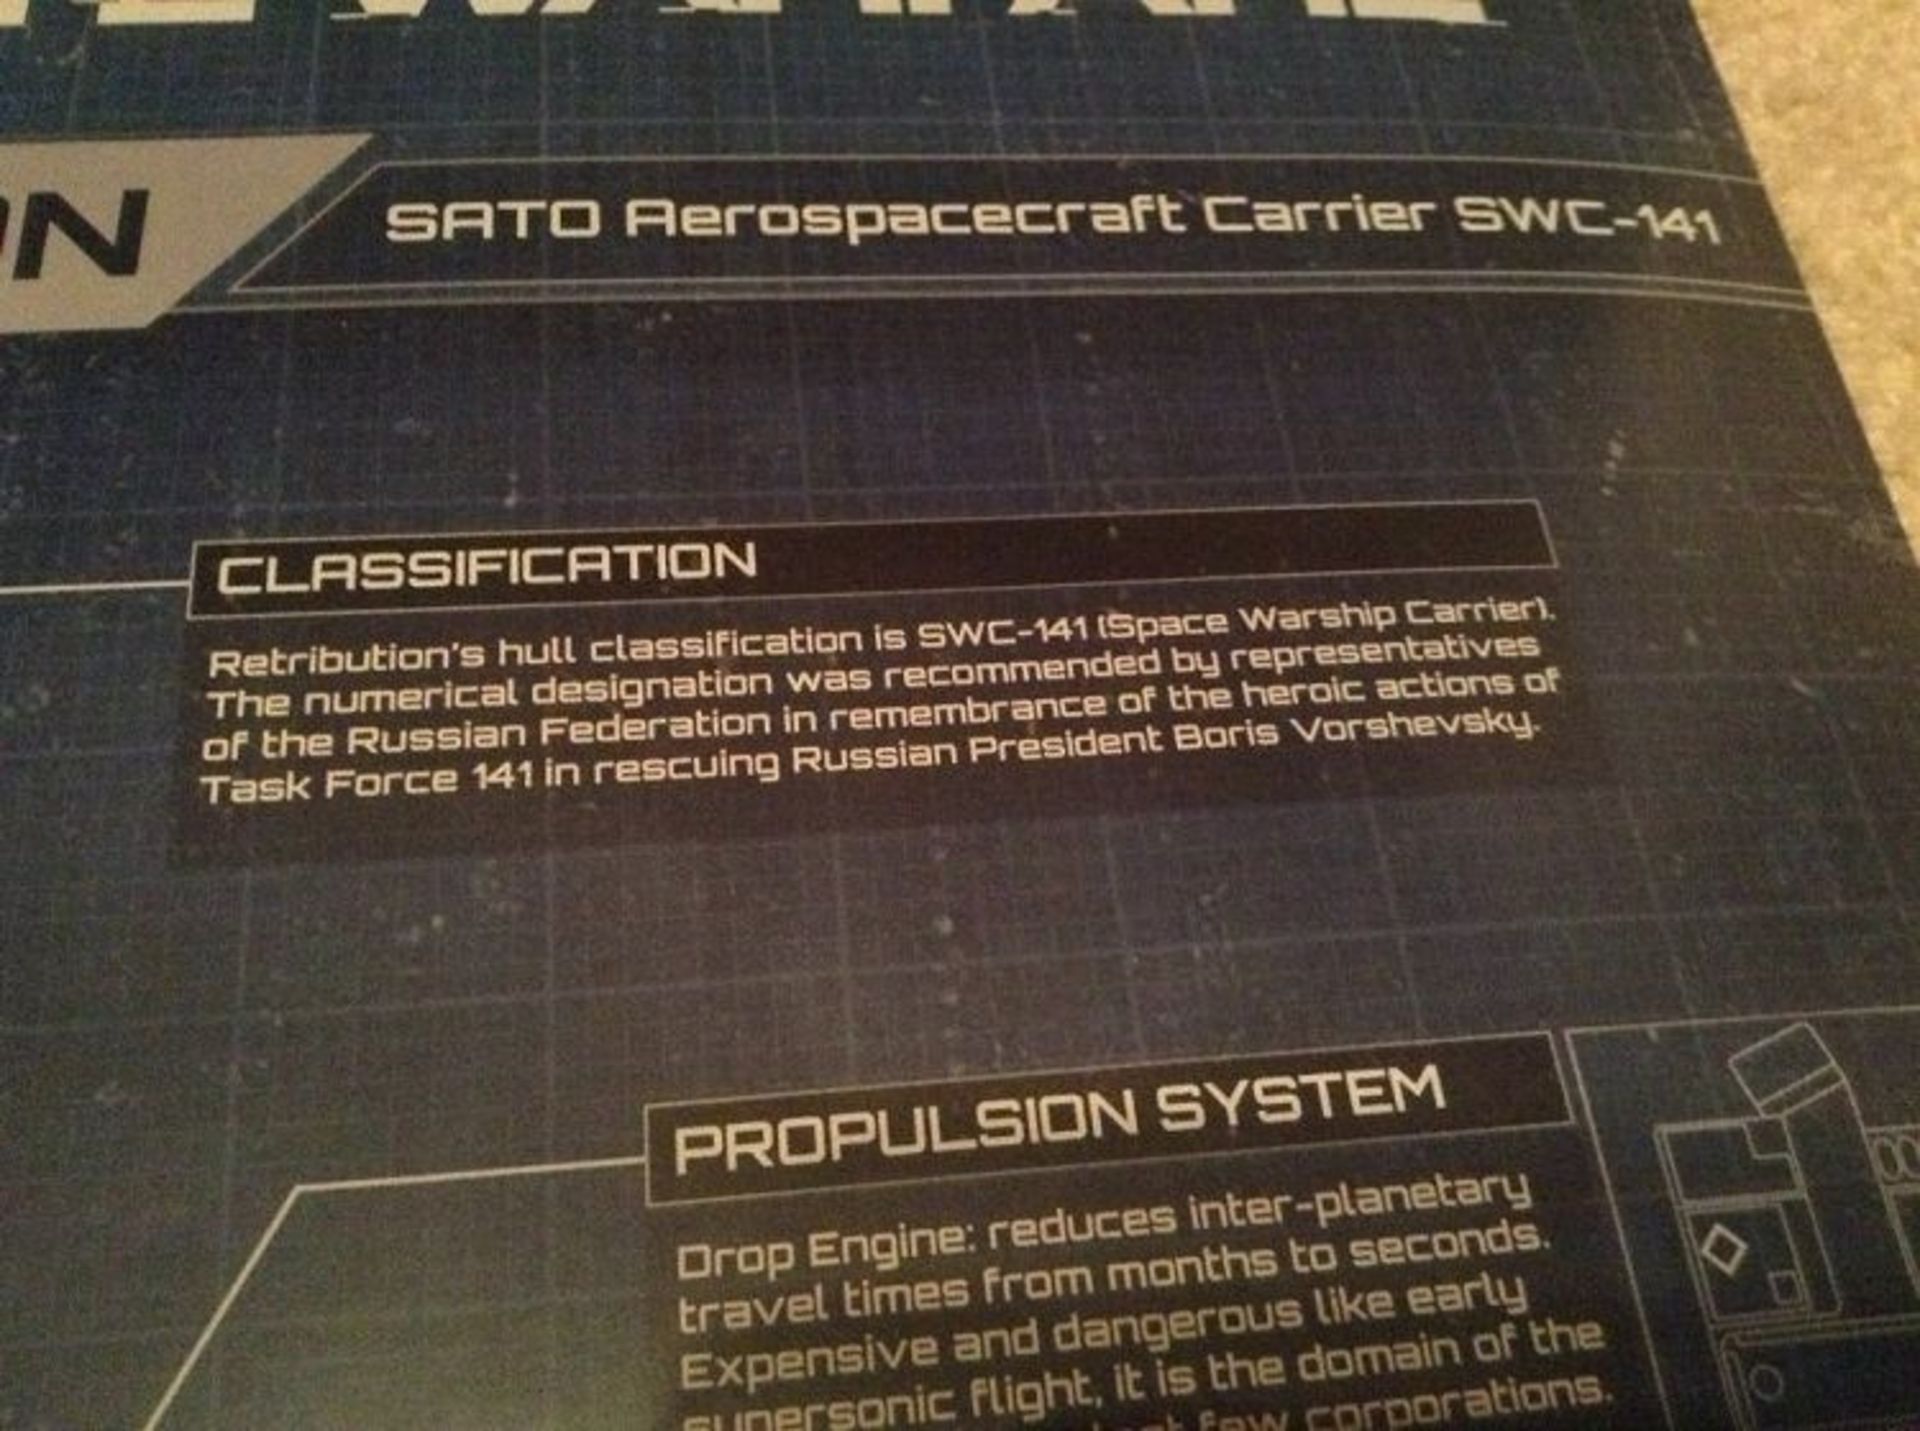 WARFARE
ON
SATO Aerospacecraft Carrier SWC-141
CLASSIFICATION
Retribution's hull classification is SWC-141 (Space Warship Carrier).
The numerical designation was recommended by representatives
of the Russian Federation in remembrance of the heroic actions of
Task Force 141 in rescuing Russian President Boris Vorshevsky.
PROPULSION SYSTEM
Drop Engine: reduces inter-planetary
travel times from months to seconds.
Expensive and dangerous like early
supersonic flight, it is the domain of the
few corporations.